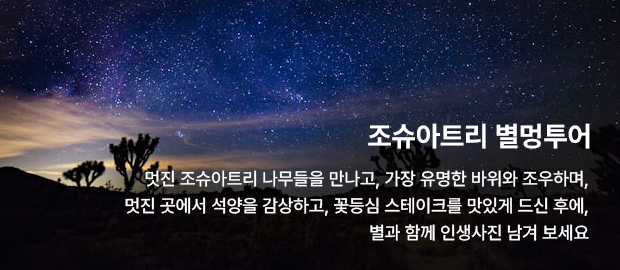 조슈아트리 별멍투어
멋진 조슈아트리 나무들을 만나고, 가장 유명한 바위와 조우하며,
멋진 곳에서 석양을 감상하고, 꽃등심 스테이크를 맛있게 드신 후에,
별과 함께 인생사진 남겨 보세요